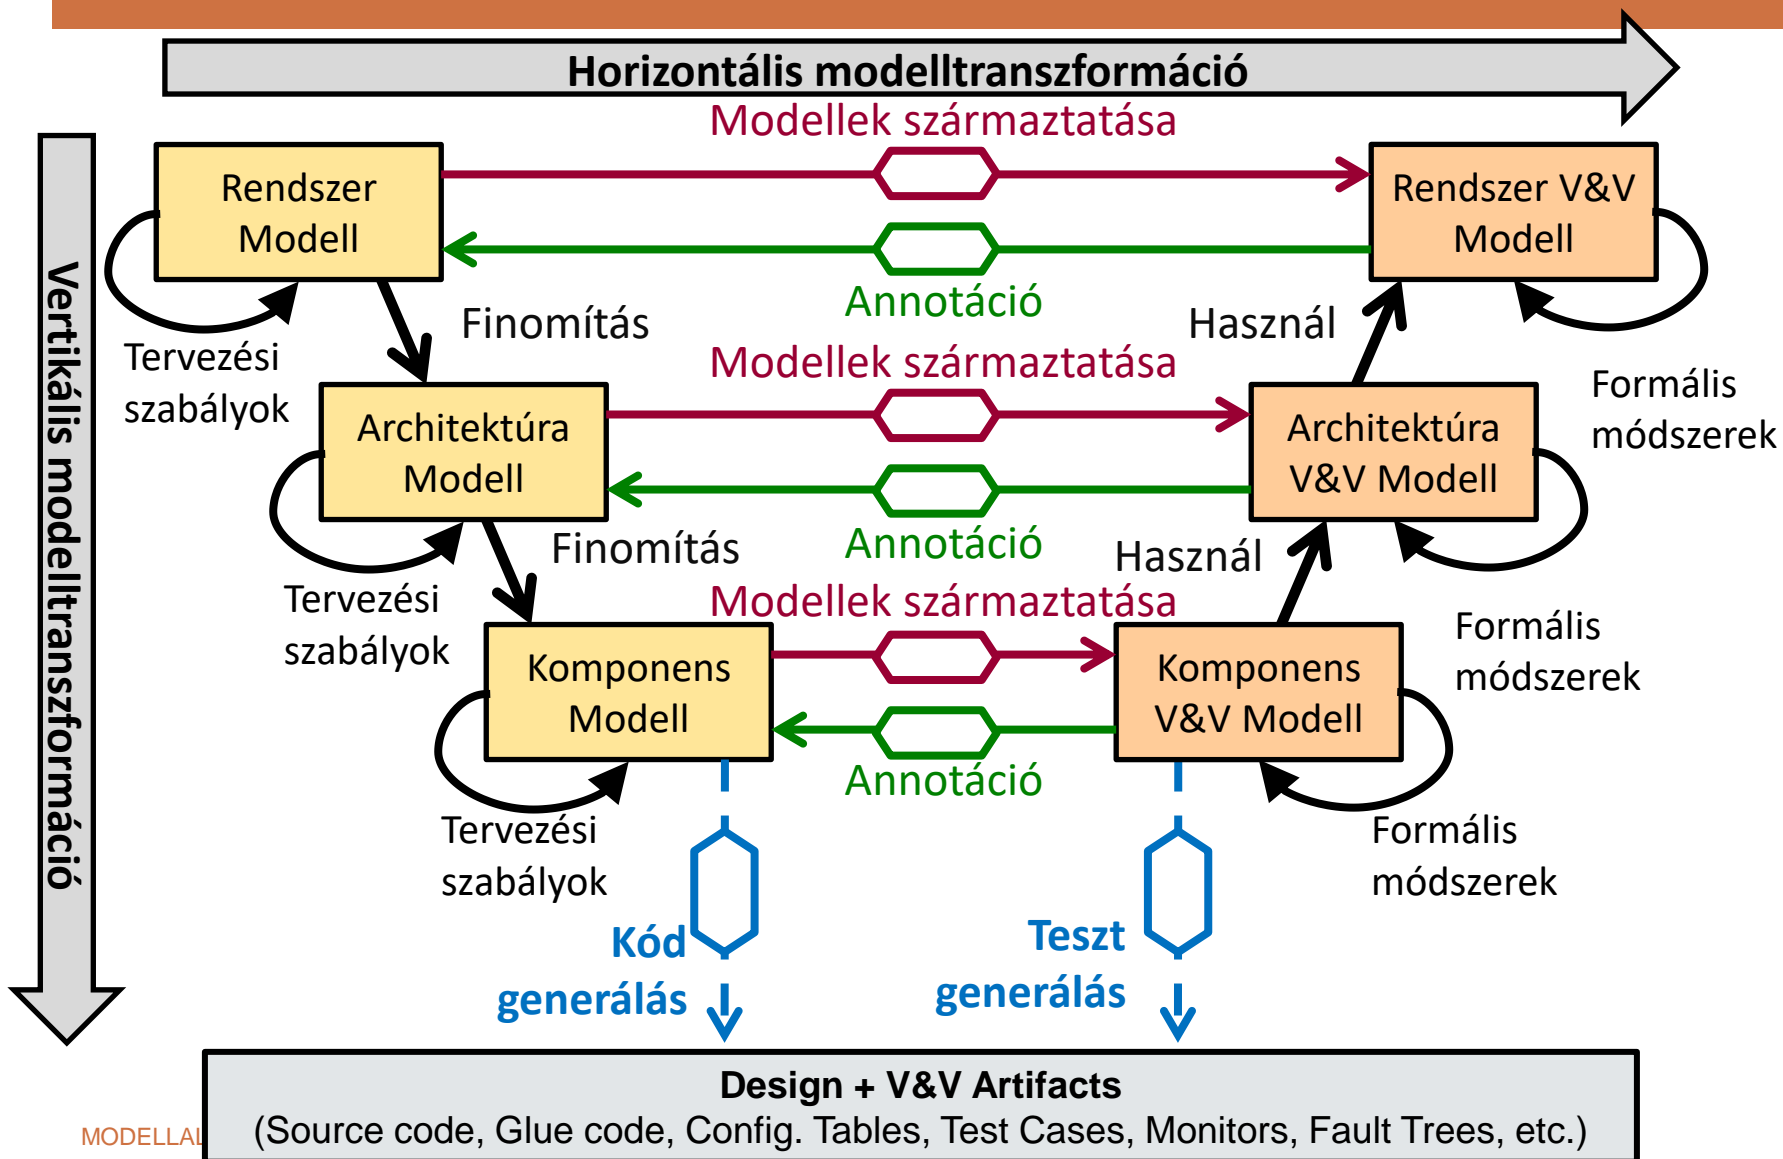 Horizontális modelltranszformáció
Vertikális modelltranszformáció
Modellek származtatása
Rendszer
Modell
Rendszer V&V
Modell
Annotáció
Finomítás
Használ
Tervezési
szabályok
Formális
módszerek
Modellek származtatása
Architektúra
Modell
Architektúra
V&V Modell
Annotáció
Finomítás
Használ
Tervezési
szabályok
Formális
módszerek
Modellek származtatása
Komponens
Modell
Komponens
V&V Modell
Annotáció
Tervezési
szabályok
Formális
módszerek
Kód
generálás
Teszt
generálás
Design + V&V Artifacts
(Source code, Glue code, Config. Tables, Test Cases, Monitors, Fault Trees, etc.)